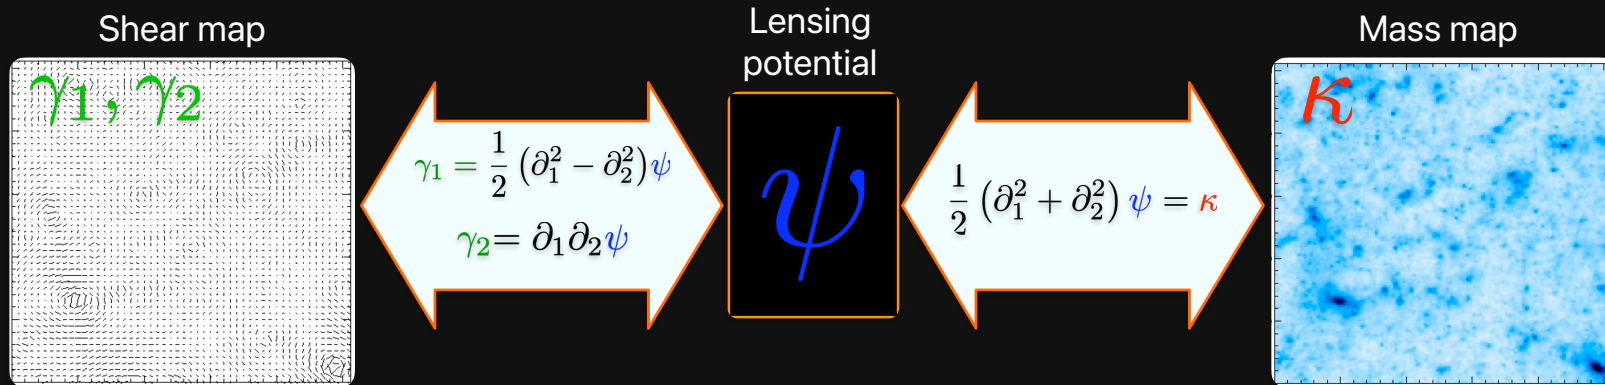 Shear map
Lensing
potential
Mass map
γ₁, γ₂
γ₁ = 1/2 (∂₁² − ∂₂²)ψ
γ₂= ∂₁∂₂ψ
ψ
1/2 (∂₁² + ∂₂²) ψ = κ
κ